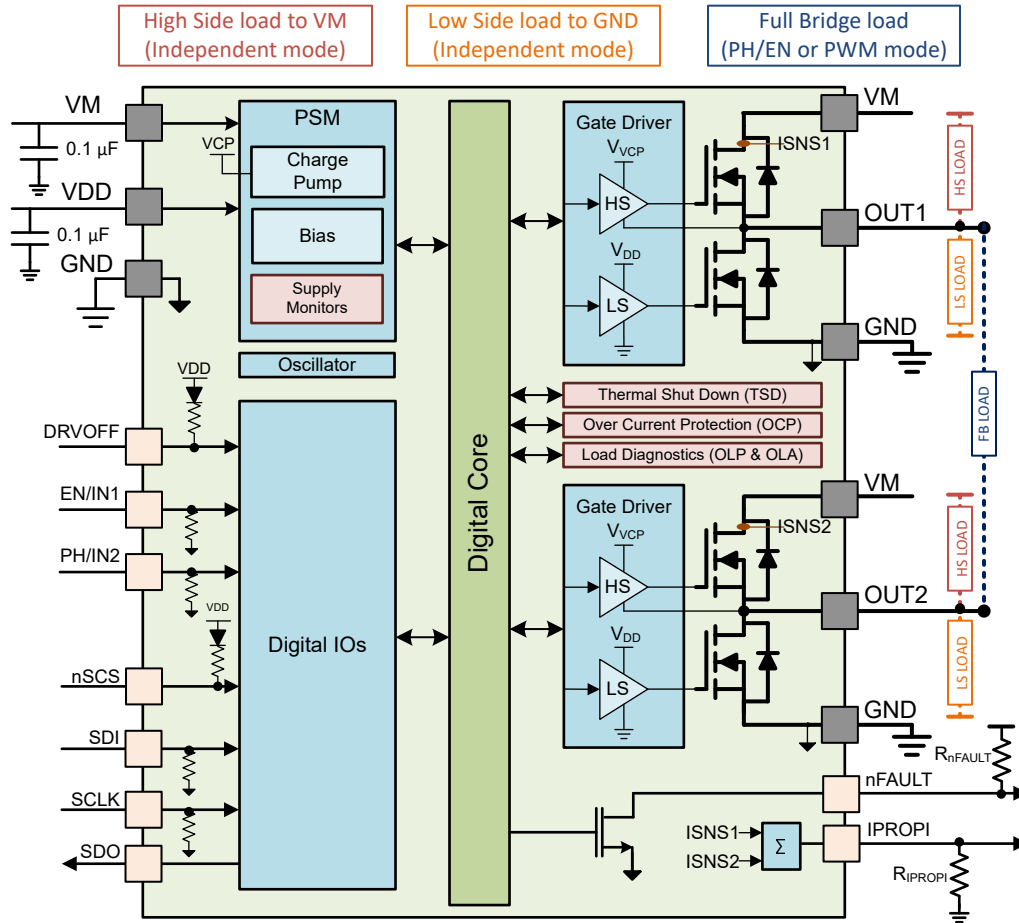 High Side load to VM
(Independent mode)
Low Side load to GND
(Independent mode)
Full Bridge load
(PH/EN or PWM mode)
VM
0.1 µF
VDD
0.1 µF
GND
PSM
VCP
Charge
Pump
Bias
Supply
Monitors
Oscillator
VDD
DRVOFF
EN/IN1
PH/IN2
VDD
nSCS
SDI
SCLK
SDO
Digital IOs
Digital Core
Gate Driver
VVCP
HS
VDD
LS
ISNS1
VM
OUT1
GND
HS LOAD
LS LOAD
FB LOAD
Thermal Shut Down (TSD)
Over Current Protection (OCP)
Load Diagnostics (OLP & OLA)
Gate Driver
VVCP
HS
VDD
LS
ISNS2
VM
OUT2
GND
HS LOAD
LS LOAD
RnFAULT
nFAULT
ISNS1
ISNS2
Σ
IPROPI
RIPROPI